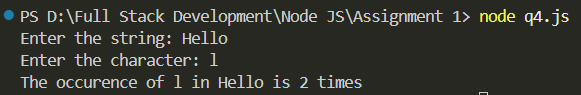 PS D:\Full Stack Development\Node JS\Assignment 1> node q4.js
Enter the string: Hello
Enter the character: l
The occurence of l in Hello is 2 times